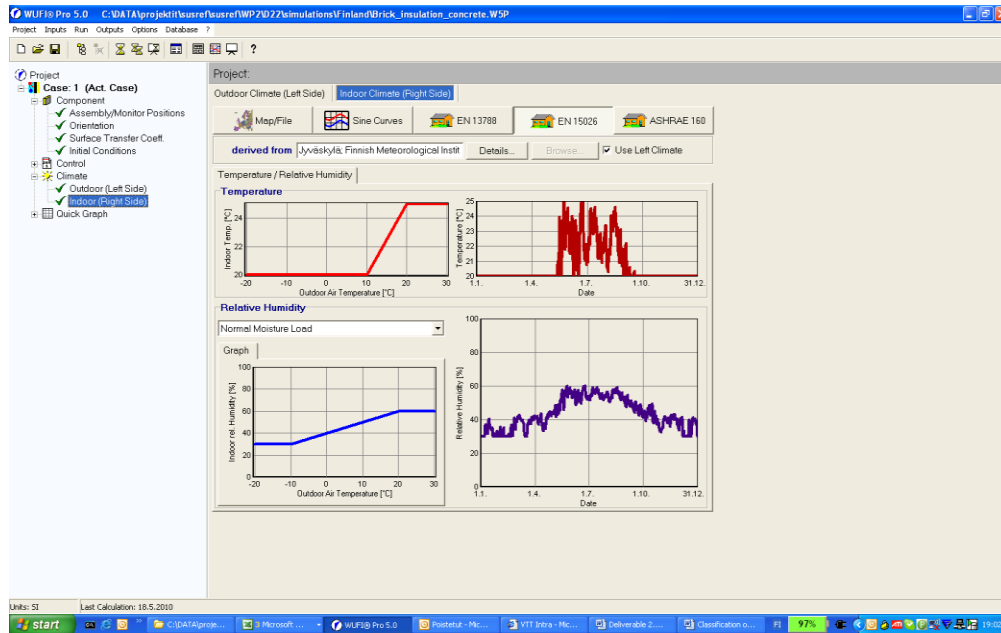 WUFI® Pro 5.0 C:\DATA\projektit\susref\susref\WP2\D22\simulations\Finland\Brick_insulation_concrete.W5P
Project Inputs Run Outputs Options Database ?
Project
Case: 1 (Act. Case)
Component
Assembly/Monitor Positions
Orientation
Surface Transfer Coeff.
Initial Conditions
Control
Climate
Outdoor (Left Side)
Indoor (Right Side)
Quick Graph
Project:
Outdoor Climate (Left Side) Indoor Climate (Right Side)
Map/File Sine Curves EN 13788 EN 15026 ASHRAE 160
derived from Jyväskylä; Finnish Meteorological Instit Details... Browse... Use Left Climate
Temperature / Relative Humidity
Temperature
Indoor Temp. [°C]
24
22
20
-20 -10 0 10 20 30
Outdoor Air Temperature [°C]
Temperature [°C]
25
24
23
22
21
20
1.1. 1.4. 1.7. 1.10. 31.12.
Date
Relative Humidity
Normal Moisture Load
Graph
Indoor rel. Humidity [%]
100
80
60
40
20
0
-20 -10 0 10 20 30
Outdoor Air Temperature [°C]
Relative Humidity [%]
100
80
60
40
20
0
1.1. 1.4. 1.7. 1.10. 31.12.
Date
Units: SI Last Calculation: 18.5.2010
start C:\DATA\proje... 3 Microsoft ... WUFI® Pro 5.0 Poistetut - Mic... VTT Intra - Mic... Deliverable 2.... Classification o... FI 97% 19:02